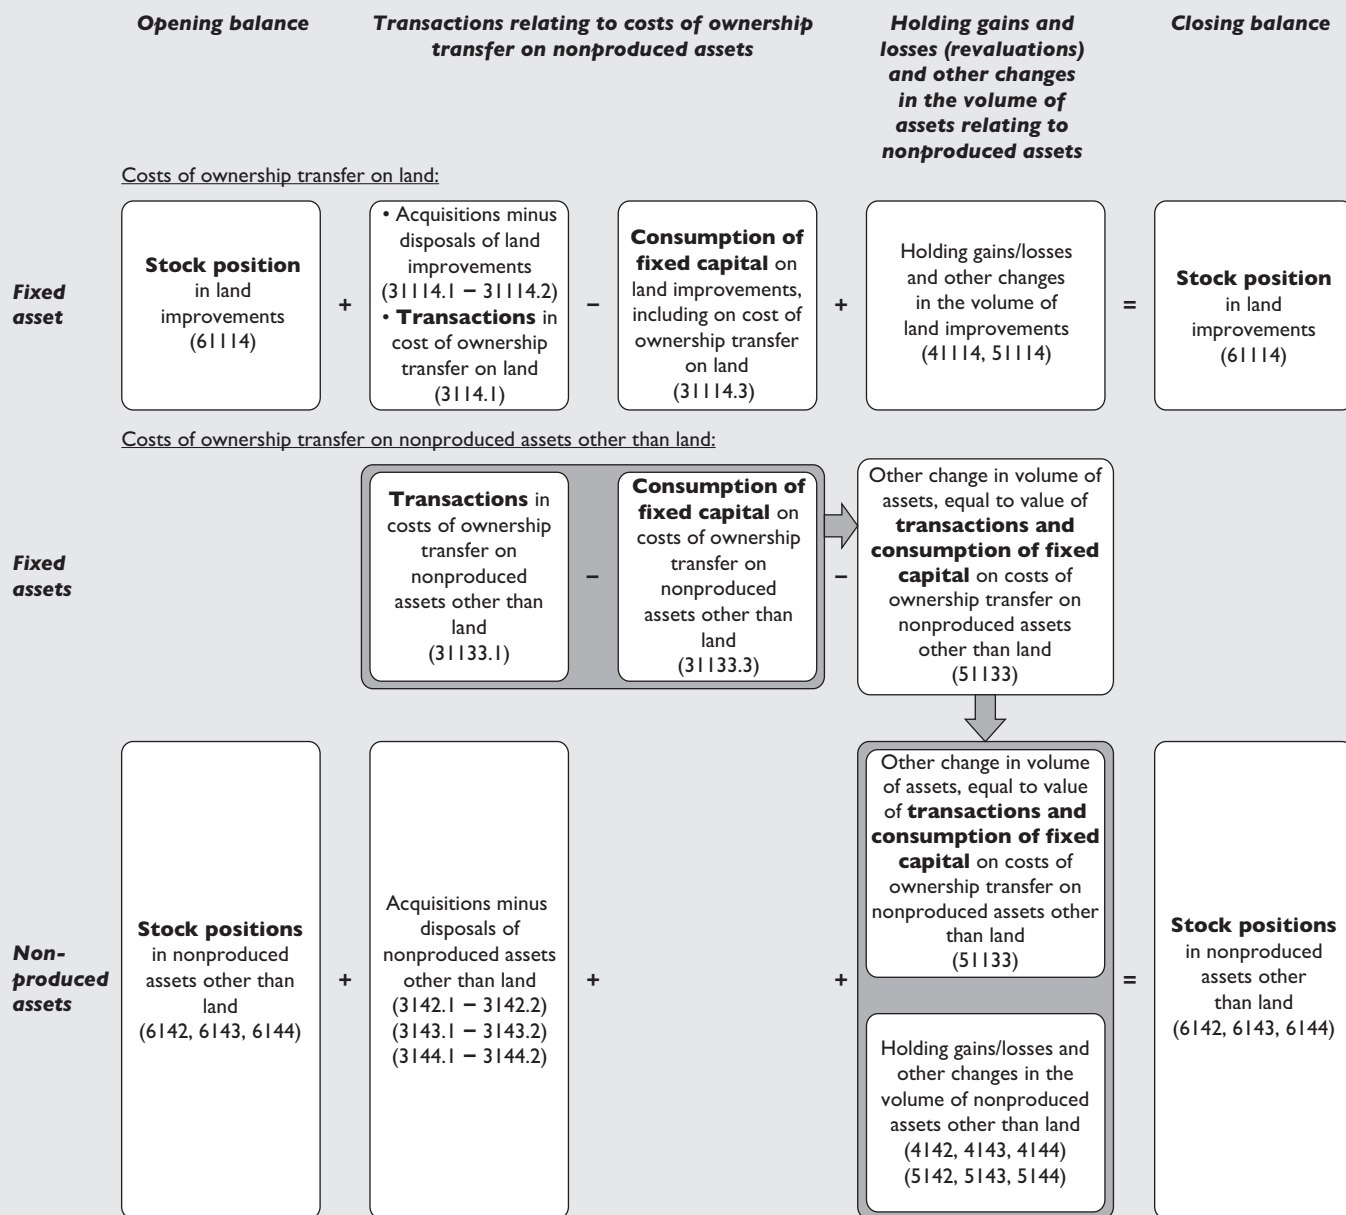 Opening balance
Transactions relating to costs of ownership
transfer on nonproduced assets
Holding gains and
losses (revaluations)
and other changes
in the volume of
assets relating to
nonproduced assets
Closing balance
Costs of ownership transfer on land:
Fixed
asset
Stock position
in land
improvements
(61114)
+
• Acquisitions minus
disposals of land
improvements
(31114.1 – 31114.2)
• Transactions in
cost of ownership
transfer on land
(3114.1)
–
Consumption of
fixed capital on
land improvements,
including on cost of
ownership transfer
on land
(31114.3)
+
Holding gains/losses
and other changes
in the volume of
land improvements
(41114, 51114)
=
Stock position
in land
improvements
(61114)
Costs of ownership transfer on nonproduced assets other than land:
Fixed
assets
Transactions in
costs of ownership
transfer on
nonproduced
assets other than
land
(31133.1)
–
Consumption of
fixed capital on
costs of ownership
transfer on
nonproduced
assets other than
land
(31133.3)
–
Other change in volume of
assets, equal to value of
transactions and
consumption of fixed
capital on costs of
ownership transfer on
nonproduced assets
other than land
(51133)
Non-
produced
assets
Stock positions
in nonproduced
assets other than
land
(6142, 6143, 6144)
+
Acquisitions minus
disposals of
nonproduced assets
other than land
(3142.1 – 3142.2)
(3143.1 – 3143.2)
(3144.1 – 3144.2)
+
+
Other change in volume
of assets, equal to value
of transactions and
consumption of fixed
capital on costs of
ownership transfer on
nonproduced assets other
than land
(51133)
Holding gains/losses and
other changes in the
volume of nonproduced
assets other than land
(4142, 4143, 4144)
(5142, 5143, 5144)
=
Stock positions
in nonproduced
assets other
than land
(6142, 6143, 6144)